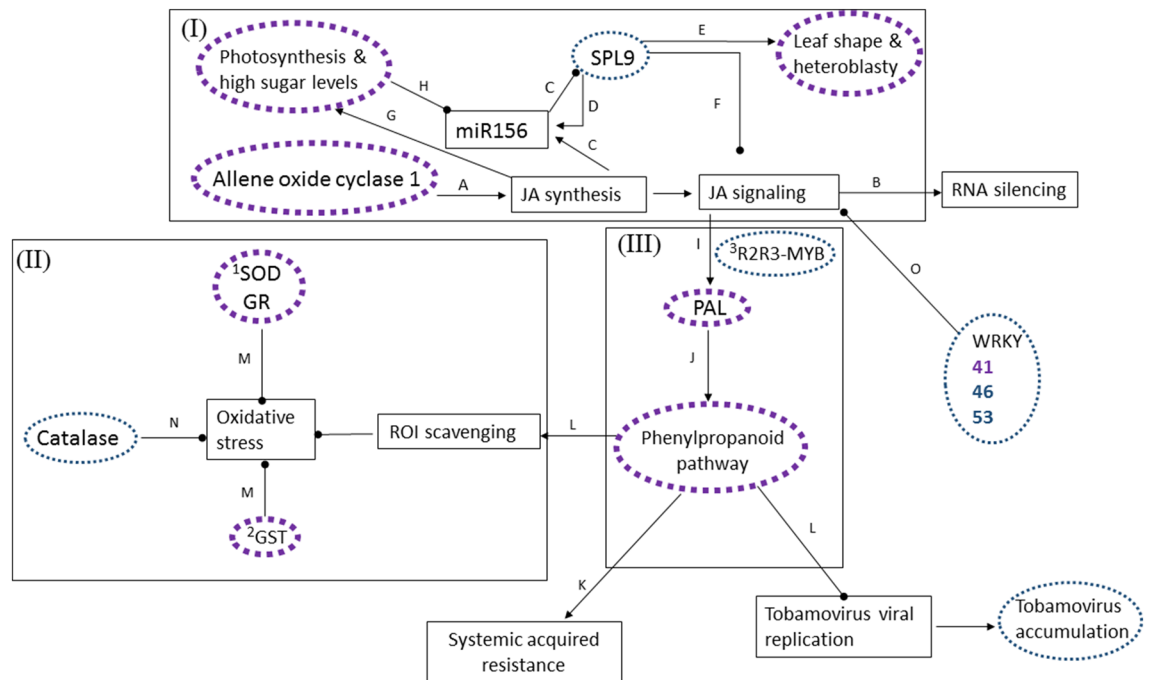 (I)
Photosynthesis &
high sugar levels
H
G
miR156
C
D
C
SPL9
E
F
Leaf shape &
heteroblasty
Allene oxide cyclase 1
A
JA synthesis
JA signaling
B
RNA silencing
(II)
¹SOD
GR
M
Catalase
N
Oxidative
stress
ROI scavenging
M
²GST
(III)
I
³R2R3-MYB
PAL
J
Phenylpropanoid
pathway
L
L
K
O
WRKY
41
46
53
Systemic acquired
resistance
Tobamovirus viral
replication
Tobamovirus
accumulation